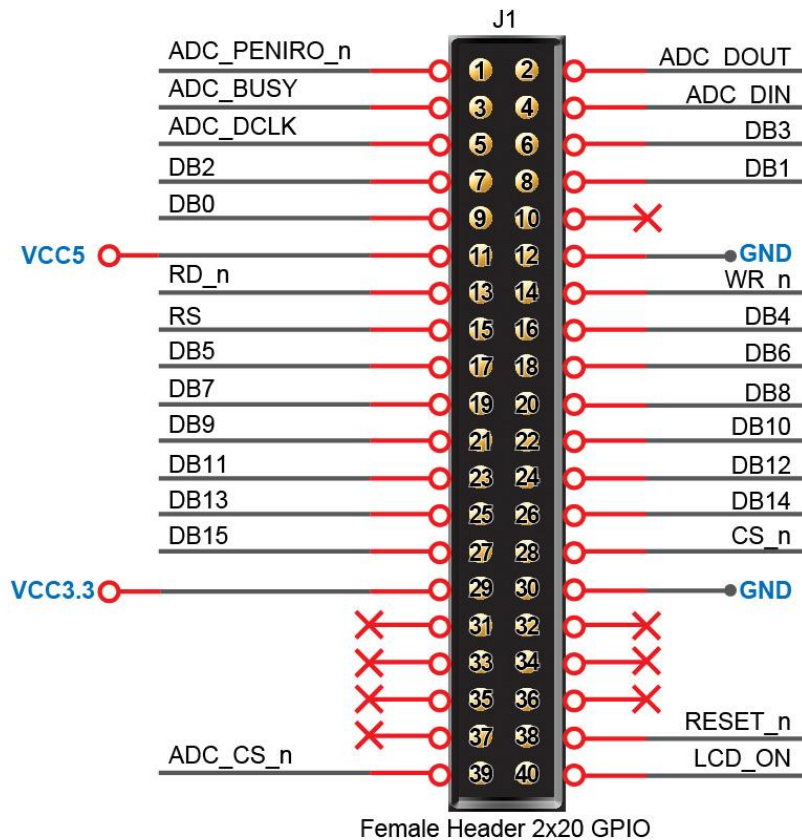 J1
ADC_PENIRO_n 1 2 ADC_DOUT
ADC_BUSY 3 4 ADC_DIN
ADC_DCLK 5 6 DB3
DB2 7 8 DB1
DB0 9 10
VCC5 11 12 GND
RD_n 13 14 WR_n
RS 15 16 DB4
DB5 17 18 DB6
DB7 19 20 DB8
DB9 21 22 DB10
DB11 23 24 DB12
DB13 25 26 DB14
DB15 27 28 CS_n
VCC3.3 29 30 GND
31 32
33 34
35 36
37 38 RESET_n
ADC_CS_n 39 40 LCD_ON
Female Header 2x20 GPIO